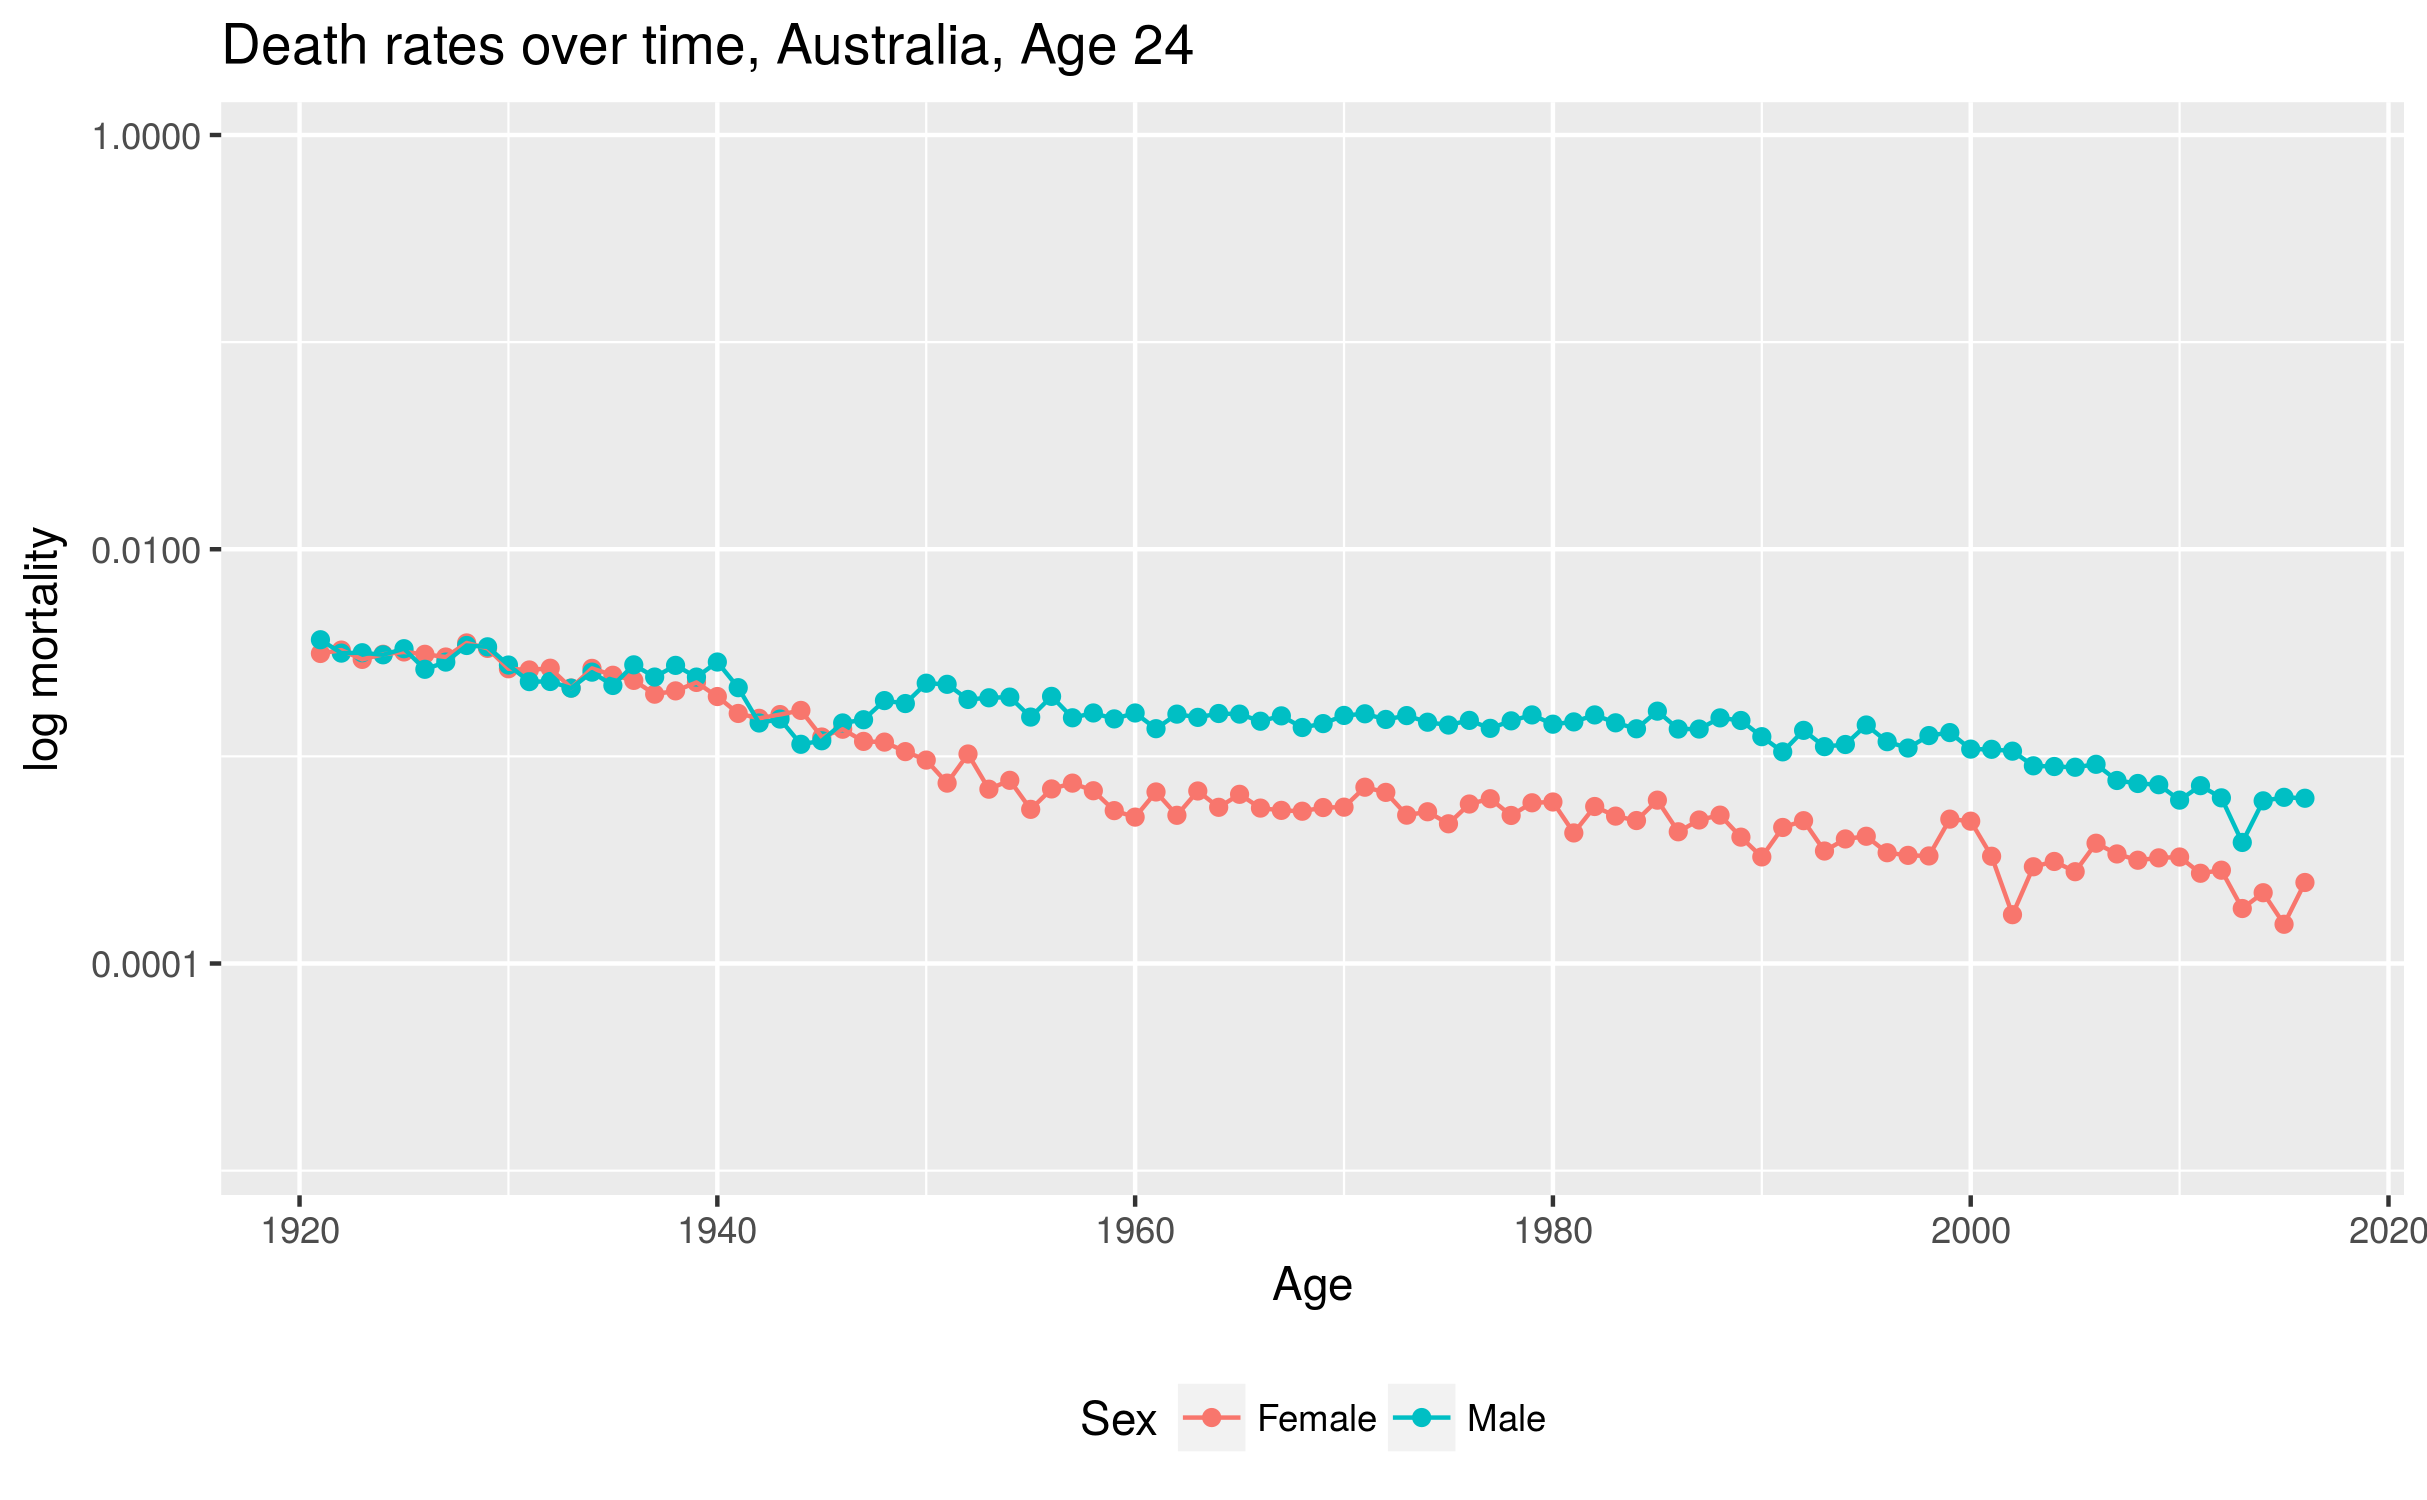 Death rates over time, Australia, Age 24
log mortality
1.0000
0.0100
0.0001
1920 1940 1960 1980 2000 2020
Age
Sex Female Male